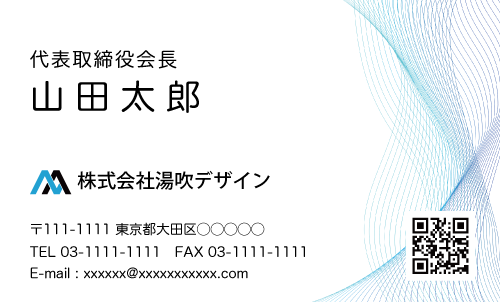 代表取締役会長
山田太郎
株式会社湯吹デザイン
〒111-1111 東京都大田区〇〇〇〇〇
TEL 03-1111-1111　FAX 03-1111-1111
E-mail : xxxxxx@xxxxxxxxxxx.com